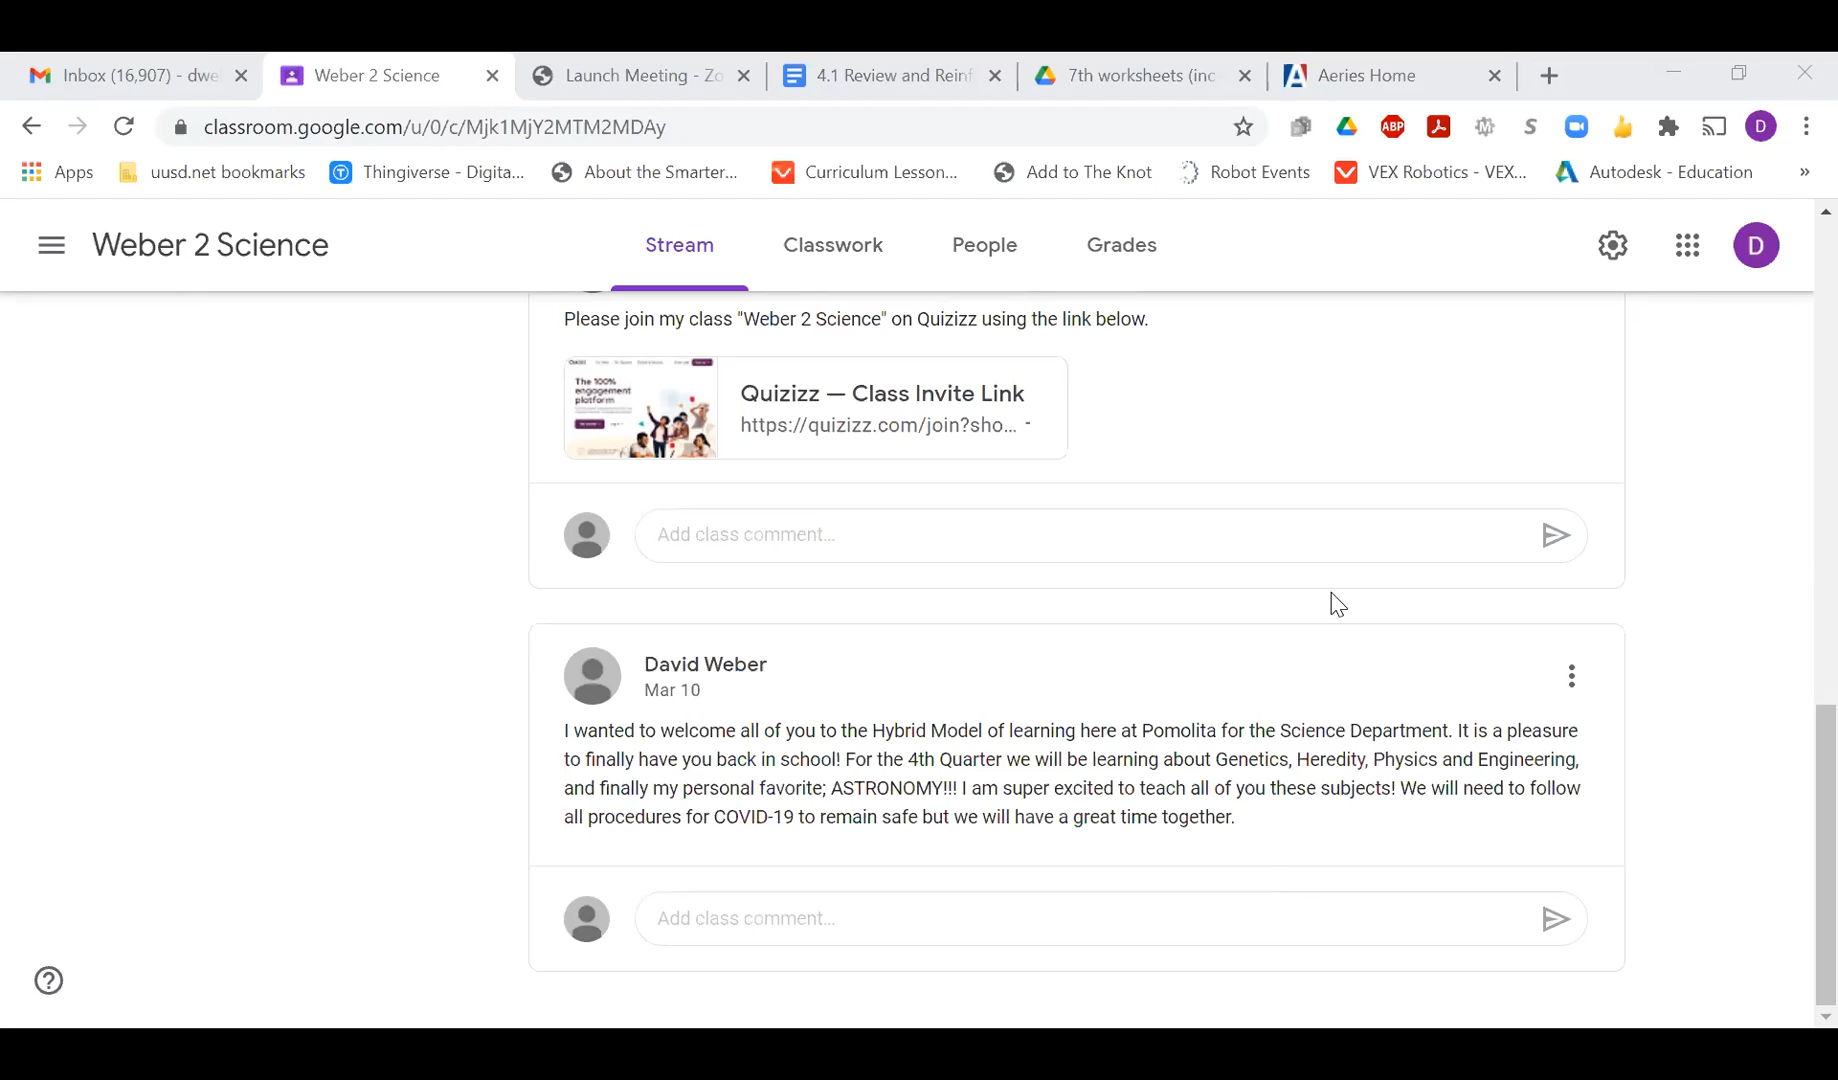 Inbox (16,907) - dwe
Weber 2 Science
Launch Meeting - Zo
4.1 Review and Reinf
7th worksheets (inc
Aeries Home
classroom.google.com/u/0/c/Mjk1MjY2MTM2MDAy
ABP
D
Apps
uusd.net bookmarks
Thingiverse - Digita...
About the Smarter...
Curriculum Lesson...
Add to The Knot
Robot Events
VEX Robotics - VEX...
Autodesk - Education
»
Weber 2 Science
Stream
Classwork
People
Grades
D
Please join my class "Weber 2 Science" on Quizizz using the link below.
The 100%
engagement
platform
Quizizz — Class Invite Link
https://quizizz.com/join?sho... -
Add class comment...
David Weber
Mar 10
I wanted to welcome all of you to the Hybrid Model of learning here at Pomolita for the Science Department. It is a pleasure
to finally have you back in school! For the 4th Quarter we will be learning about Genetics, Heredity, Physics and Engineering,
and finally my personal favorite; ASTRONOMY!!! I am super excited to teach all of you these subjects! We will need to follow
all procedures for COVID-19 to remain safe but we will have a great time together.
Add class comment...